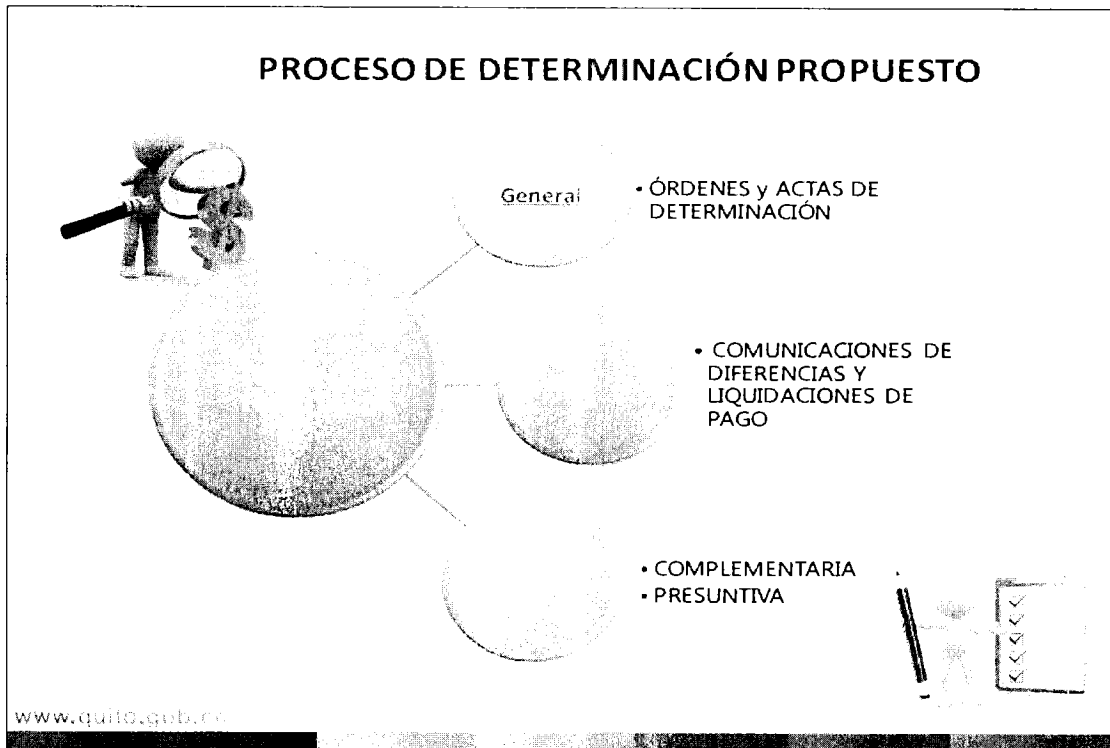 PROCESO DE DETERMINACIÓN PROPUESTO
General
• ÓRDENES y ACTAS DE
DETERMINACIÓN
• COMUNICACIONES DE
DIFERENCIAS Y
LIQUIDACIONES DE
PAGO
• COMPLEMENTARIA
• PRESUNTIVA
www.quito.gob.ec